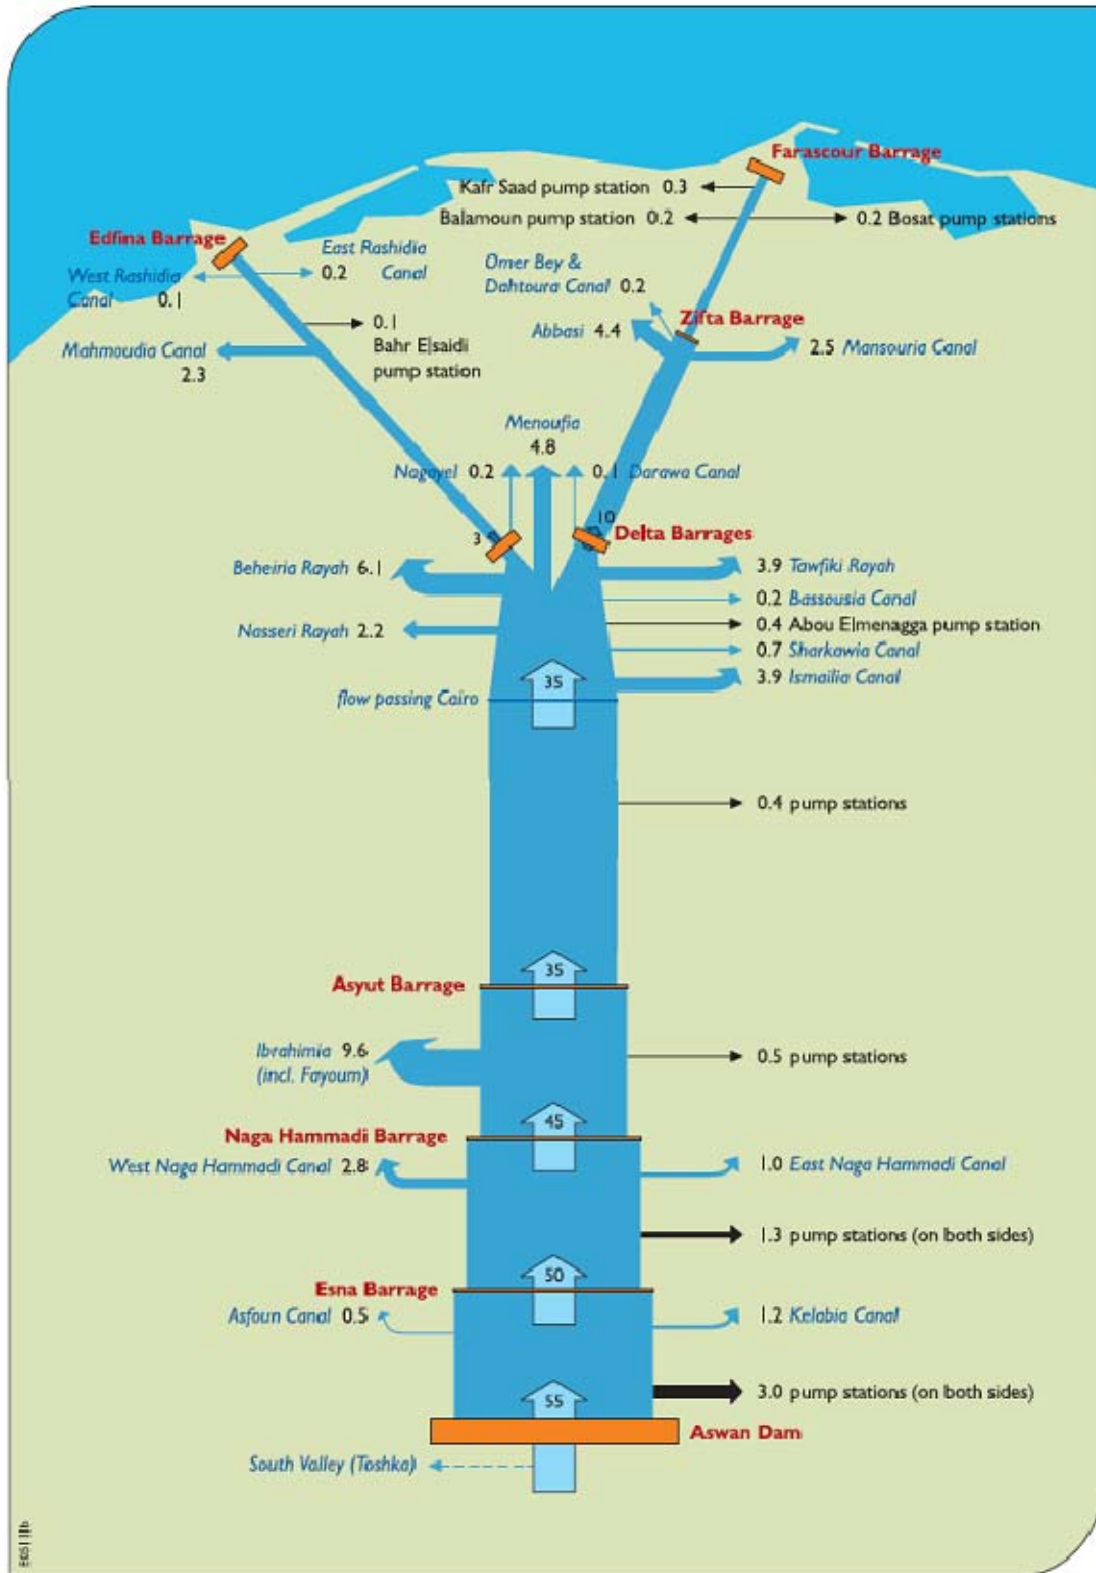 Farascour Barrage
Kafr Saad pump station 0.3
Balamoun pump station 0.2
0.2 Bosat pump stations
Edfina Barrage
East Rashidia
0.2 Canal
West Rashidia
Canal 0.1
Omer Bey &
Dahtoura Canal 0.2
Zifta Barrage
Abbasi 4.4
2.5 Mansouria Canal
0.1
Bahr Elsaidi
pump station
Mahmoudia Canal
2.3
Menoufia
4.8
Nagayel 0.2
0.1 Darawa Canal
3
10
Delta Barrages
Beheiria Rayah 6.1
3.9 Tawfiki Rayah
0.2 Bassousia Canal
0.4 Abou Elmenagga pump station
Nasseri Rayah 2.2
0.7 Sharkawia Canal
3.9 Ismailia Canal
35
flow passing Cairo
0.4 pump stations
35
Asyut Barrage
Ibrahimia 9.6
(incl. Fayoum)
0.5 pump stations
45
Naga Hammadi Barrage
West Naga Hammadi Canal 2.8
1.0 East Naga Hammadi Canal
1.3 pump stations (on both sides)
50
Esna Barrage
Asfoun Canal 0.5
1.2 Kelabia Canal
3.0 pump stations (on both sides)
55
Aswan Dam
South Valley (Toshka)